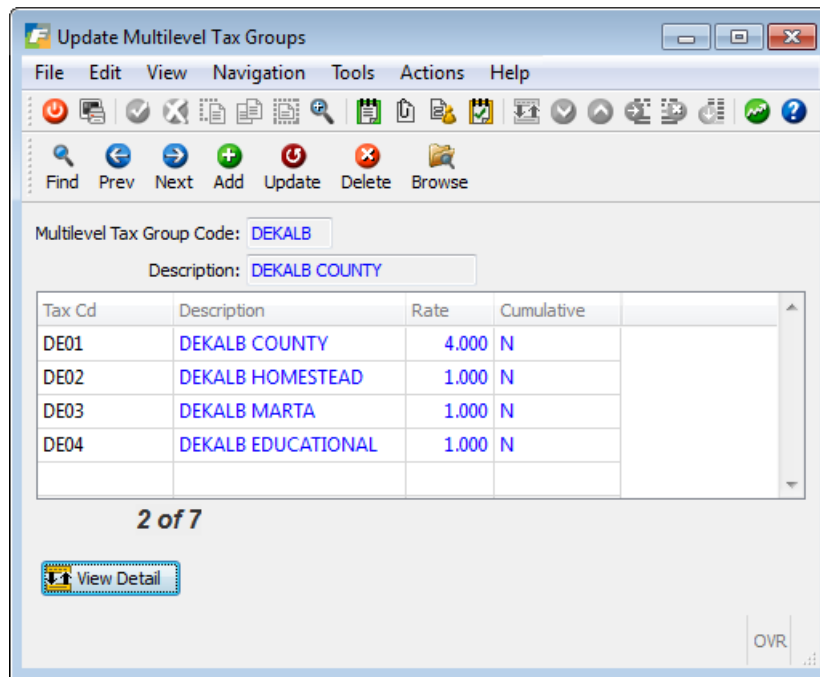 Update Multilevel Tax Groups
File Edit View Navigation Tools Actions Help
Find Prev Next Add Update Delete Browse
Multilevel Tax Group Code: DEKALB
Description: DEKALB COUNTY
Tax Cd Description Rate Cumulative
DE01 DEKALB COUNTY 4.000 N
DE02 DEKALB HOMESTEAD 1.000 N
DE03 DEKALB MARTA 1.000 N
DE04 DEKALB EDUCATIONAL 1.000 N
2 of 7
View Detail
OVR